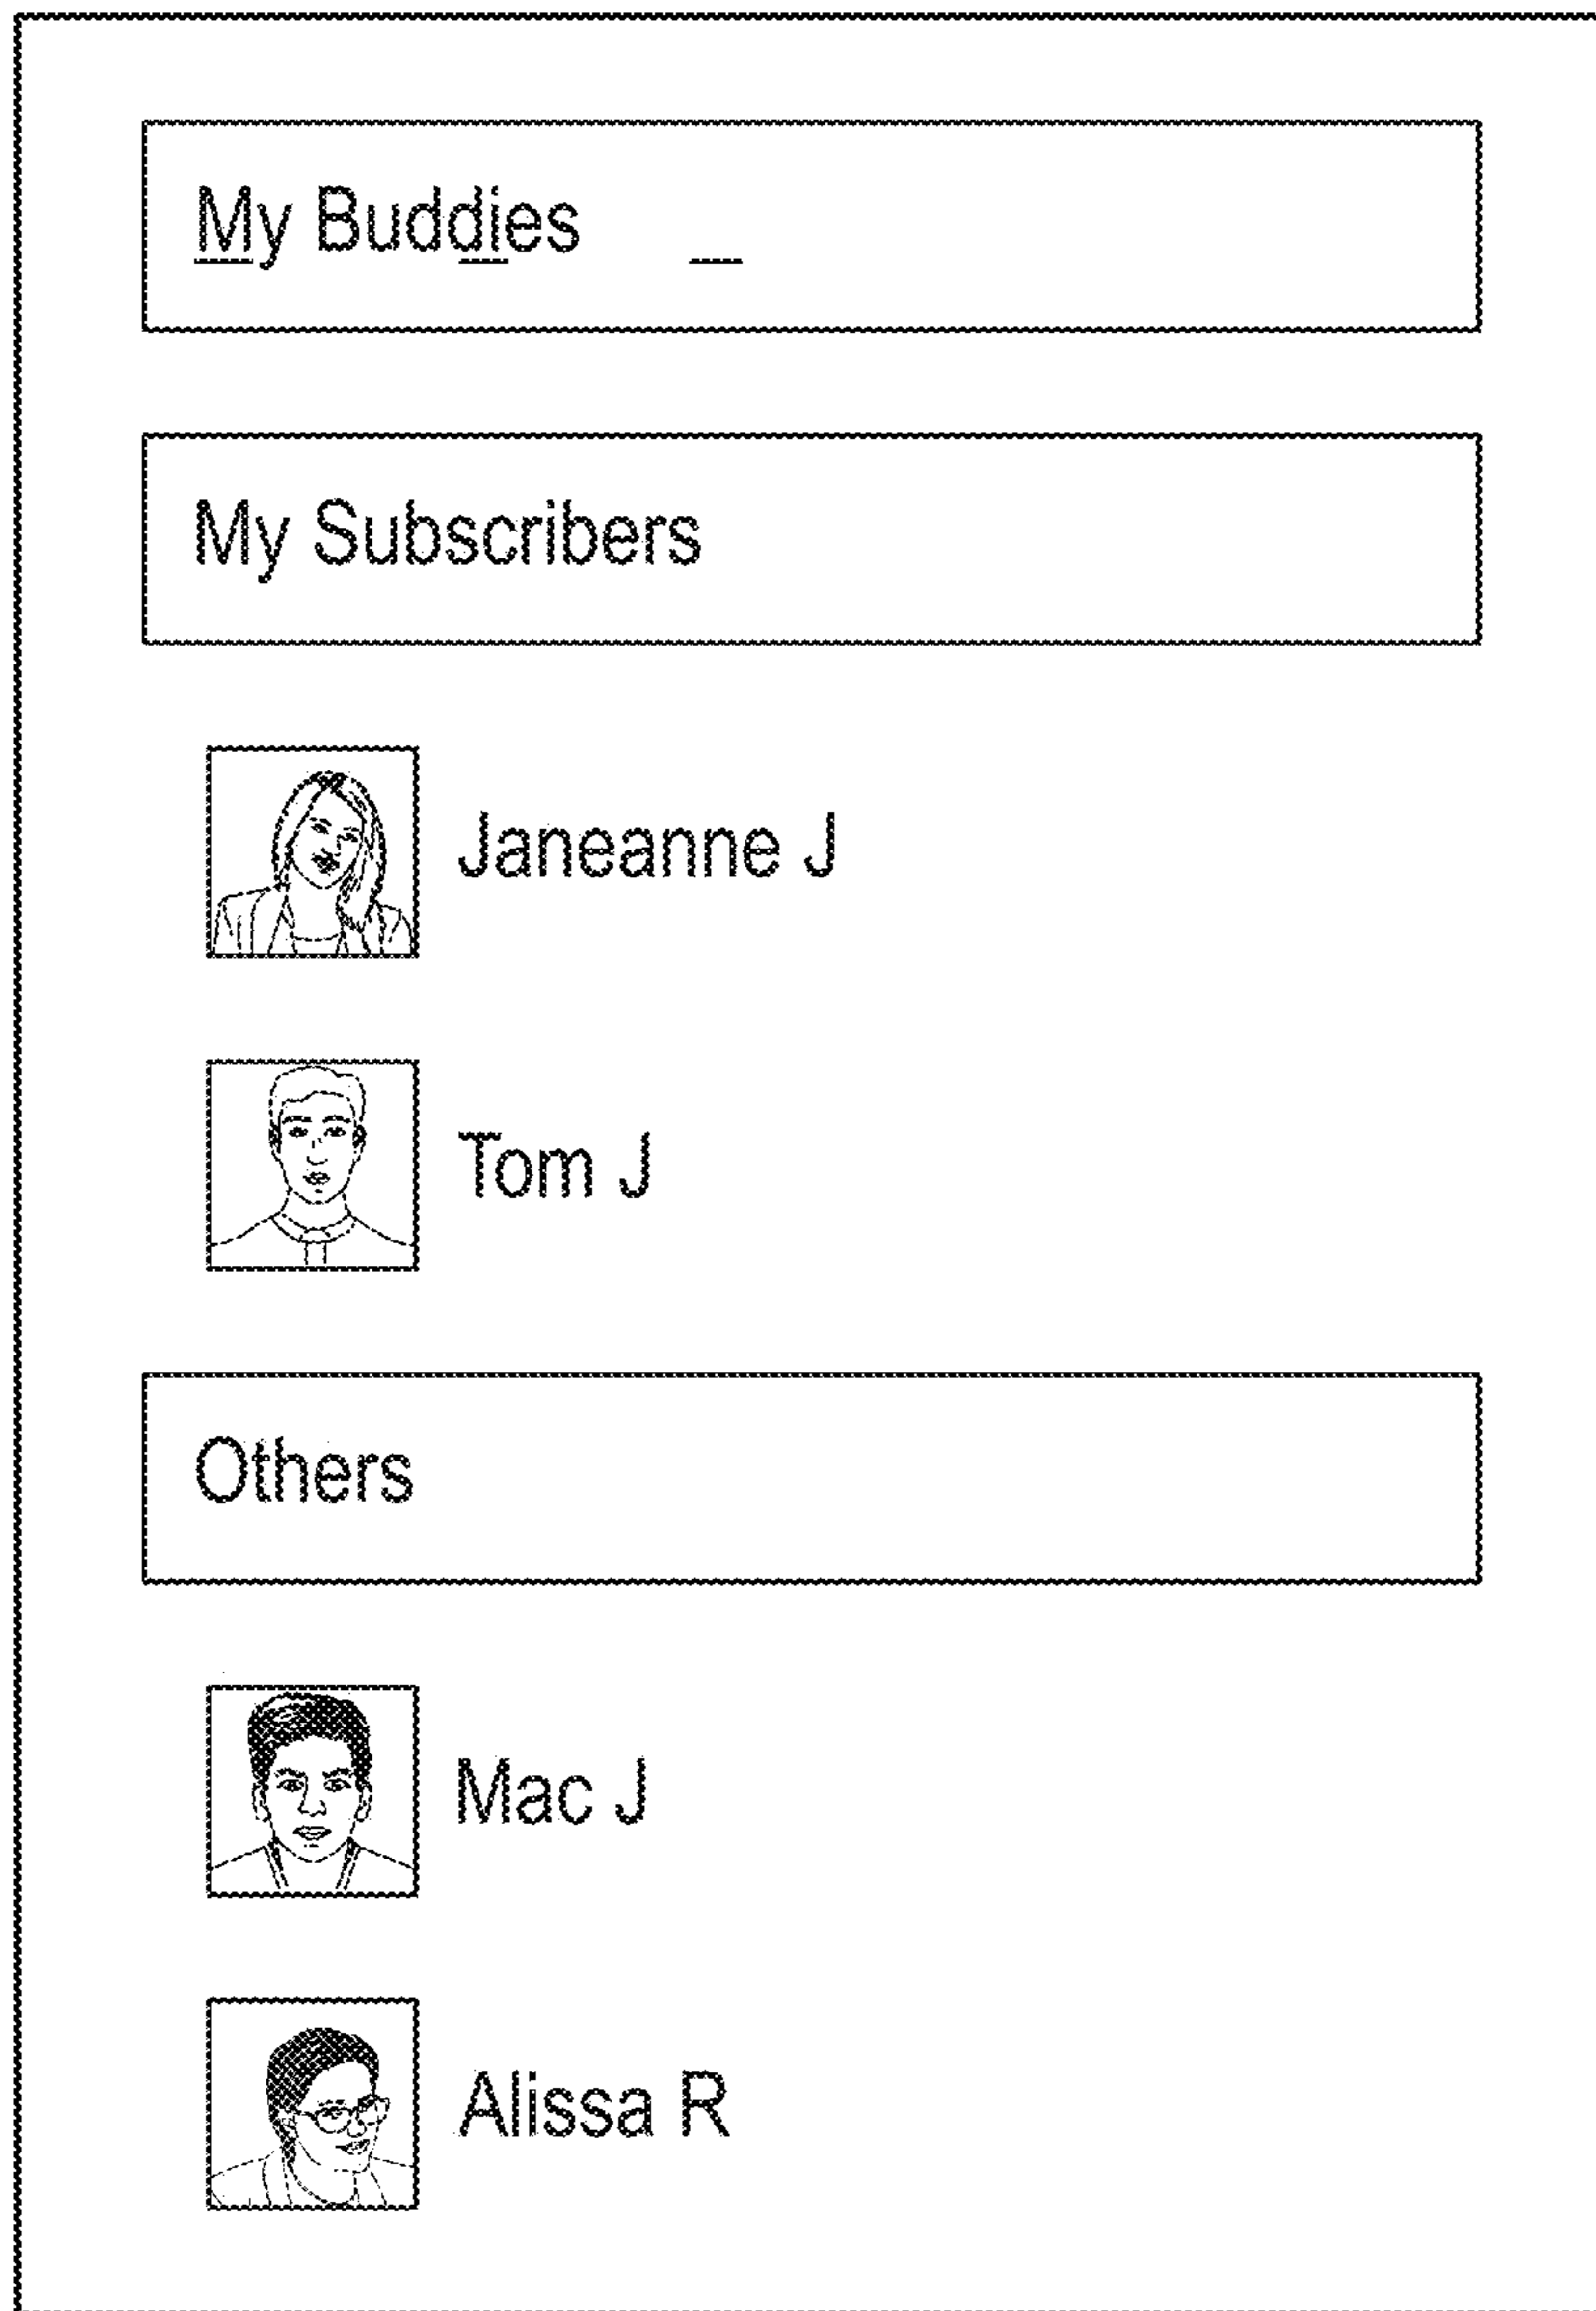 My Buddies
My Subscribers
Janeanne J
Tom J
Others
Mac J
Alissa R